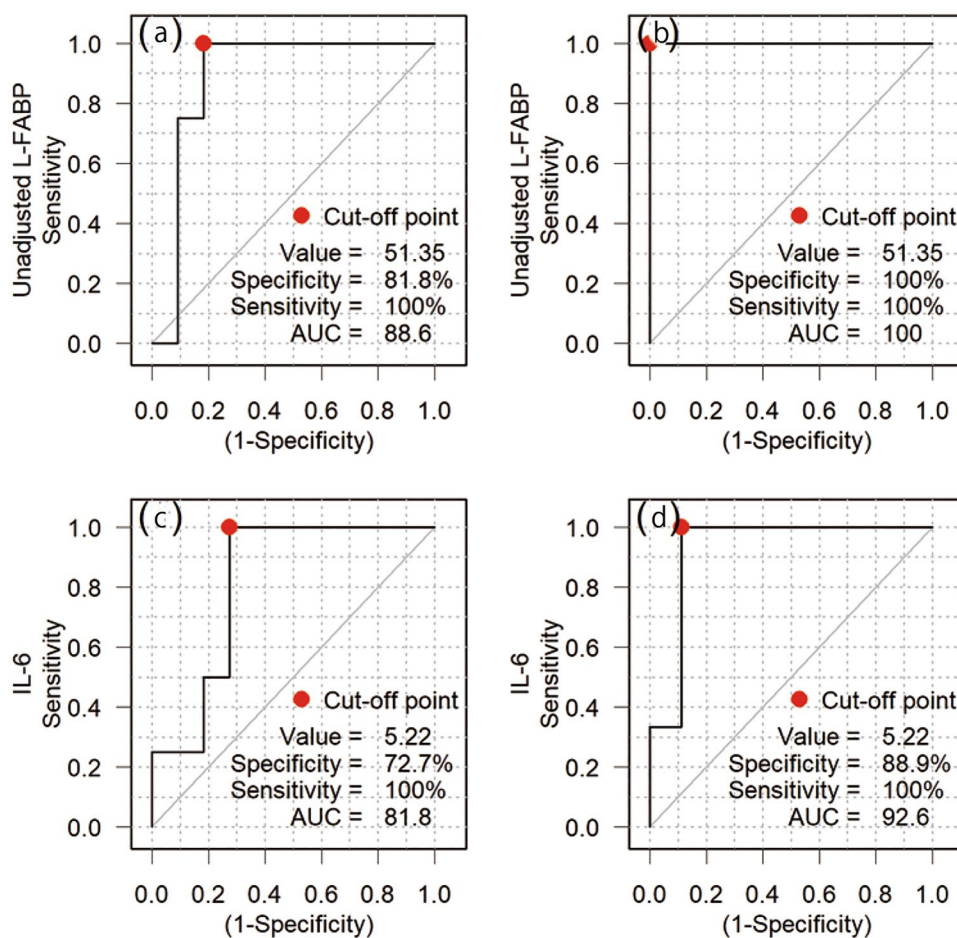 (a)
Unadjusted L-FABP
Sensitivity
1.0
0.8
0.6
0.4
0.2
0.0
Cut-off point
Value = 51.35
Specificity = 81.8%
Sensitivity = 100%
AUC = 88.6
0.0 0.2 0.4 0.6 0.8 1.0
(1-Specificity)
(b)
Unadjusted L-FABP
Sensitivity
1.0
0.8
0.6
0.4
0.2
0.0
Cut-off point
Value = 51.35
Specificity = 100%
Sensitivity = 100%
AUC = 100
0.0 0.2 0.4 0.6 0.8 1.0
(1-Specificity)
(c)
IL-6
Sensitivity
1.0
0.8
0.6
0.4
0.2
0.0
Cut-off point
Value = 5.22
Specificity = 72.7%
Sensitivity = 100%
AUC = 81.8
0.0 0.2 0.4 0.6 0.8 1.0
(1-Specificity)
(d)
IL-6
Sensitivity
1.0
0.8
0.6
0.4
0.2
0.0
Cut-off point
Value = 5.22
Specificity = 88.9%
Sensitivity = 100%
AUC = 92.6
0.0 0.2 0.4 0.6 0.8 1.0
(1-Specificity)